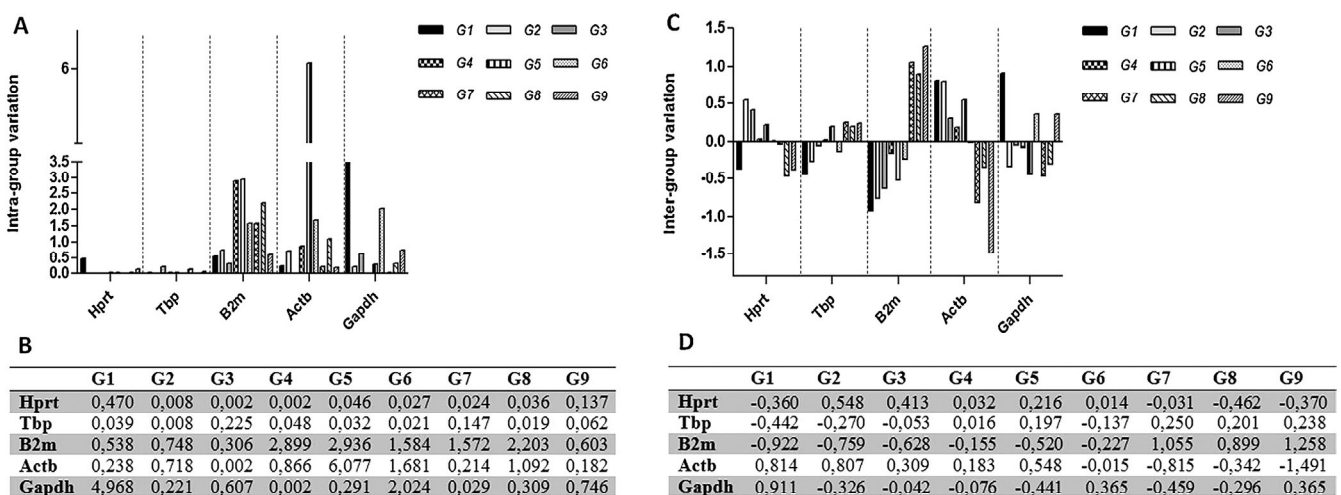 A
Intra-group variation
6
3.5
3.0
2.5
2.0
1.5
1.0
0.5
0.0
Hprt
Tbp
B2m
Actb
Gapdh
G1 G2 G3
G4 G5 G6
G7 G8 G9
C
Inter-group variation
1.5
1.0
0.5
0.0
-0.5
-1.0
-1.5
Hprt
Tbp
B2m
Actb
Gapdh
G1 G2 G3
G4 G5 G6
G7 G8 G9
B
G1 G2 G3 G4 G5 G6 G7 G8 G9
Hprt 0,470 0,008 0,002 0,002 0,046 0,027 0,024 0,036 0,137
Tbp 0,039 0,008 0,225 0,048 0,032 0,021 0,147 0,019 0,062
B2m 0,538 0,748 0,306 2,899 2,936 1,584 1,572 2,203 0,603
Actb 0,238 0,718 0,002 0,866 6,077 1,681 0,214 1,092 0,182
Gapdh 4,968 0,221 0,607 0,002 0,291 2,024 0,029 0,309 0,746
D
G1 G2 G3 G4 G5 G6 G7 G8 G9
Hprt -0,360 0,548 0,413 0,032 0,216 0,014 -0,031 -0,462 -0,370
Tbp -0,442 -0,270 -0,053 0,016 0,197 -0,137 0,250 0,201 0,238
B2m -0,922 -0,759 -0,628 -0,155 -0,520 -0,227 1,055 0,899 1,258
Actb 0,814 0,807 0,309 0,183 0,548 -0,015 -0,815 -0,342 -1,491
Gapdh 0,911 -0,326 -0,042 -0,076 -0,441 0,365 -0,459 -0,296 0,365